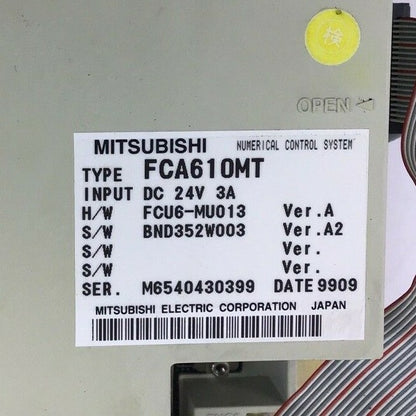 検
OPEN
MITSUBISHI NUMERICAL CONTROL SYSTEM
TYPE FCA610MT
INPUT DC 24V 3A
H/W FCU6-MU013 Ver.A
S/W BND352W003 Ver.A2
S/W Ver.
S/W Ver.
SER. M6540430399 DATE 9909
MITSUBISHI ELECTRIC CORPORATION JAPAN